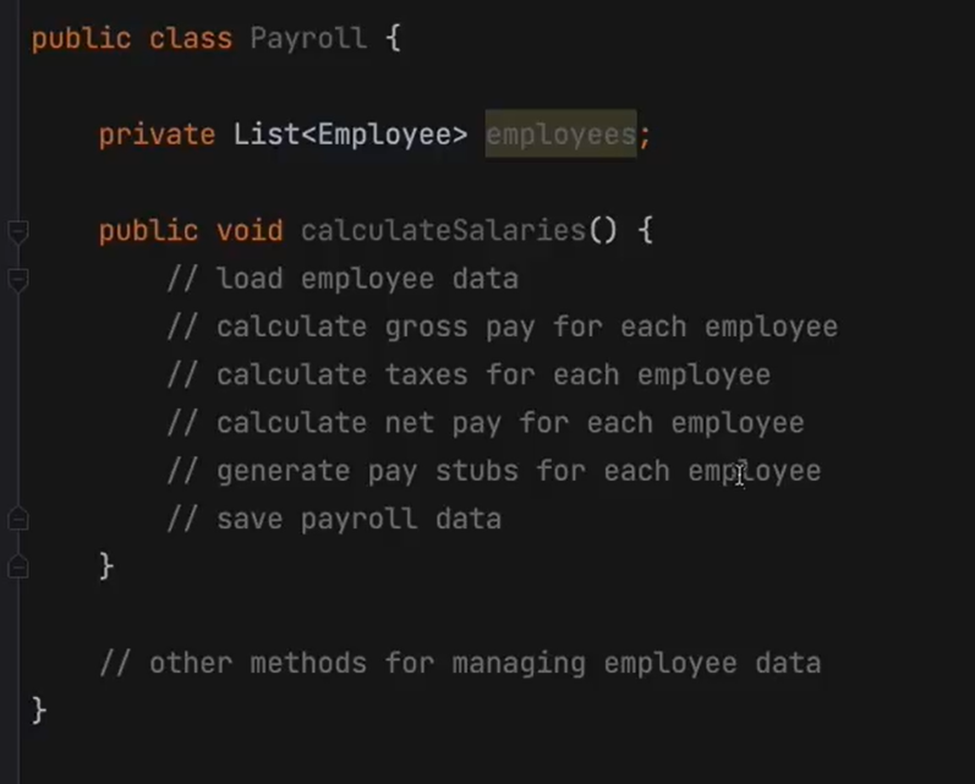 public class Payroll {
private List<Employee> employees;
public void calculateSalaries() {
// load employee data
// calculate gross pay for each employee
// calculate taxes for each employee
// calculate net pay for each employee
// generate pay stubs for each employee
// save payroll data
}
// other methods for managing employee data
}